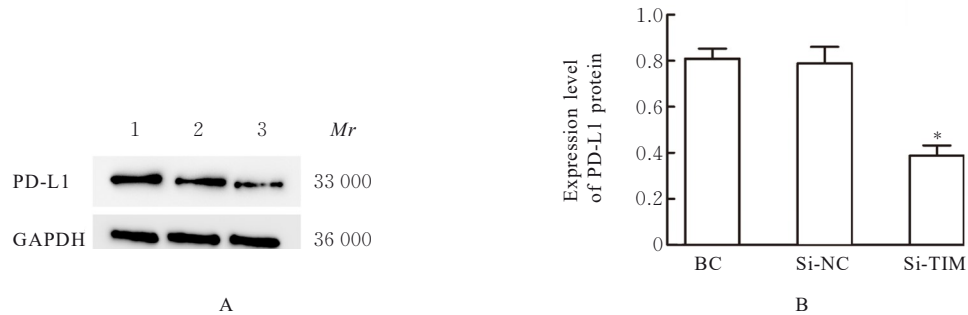 1 2 3 Mr
PD-L1 33 000
GAPDH 36 000
A
Expression level
of PD-L1 protein
1.0
0.8
0.6
0.4
0.2
0
*
BC Si-NC Si-TIM
B